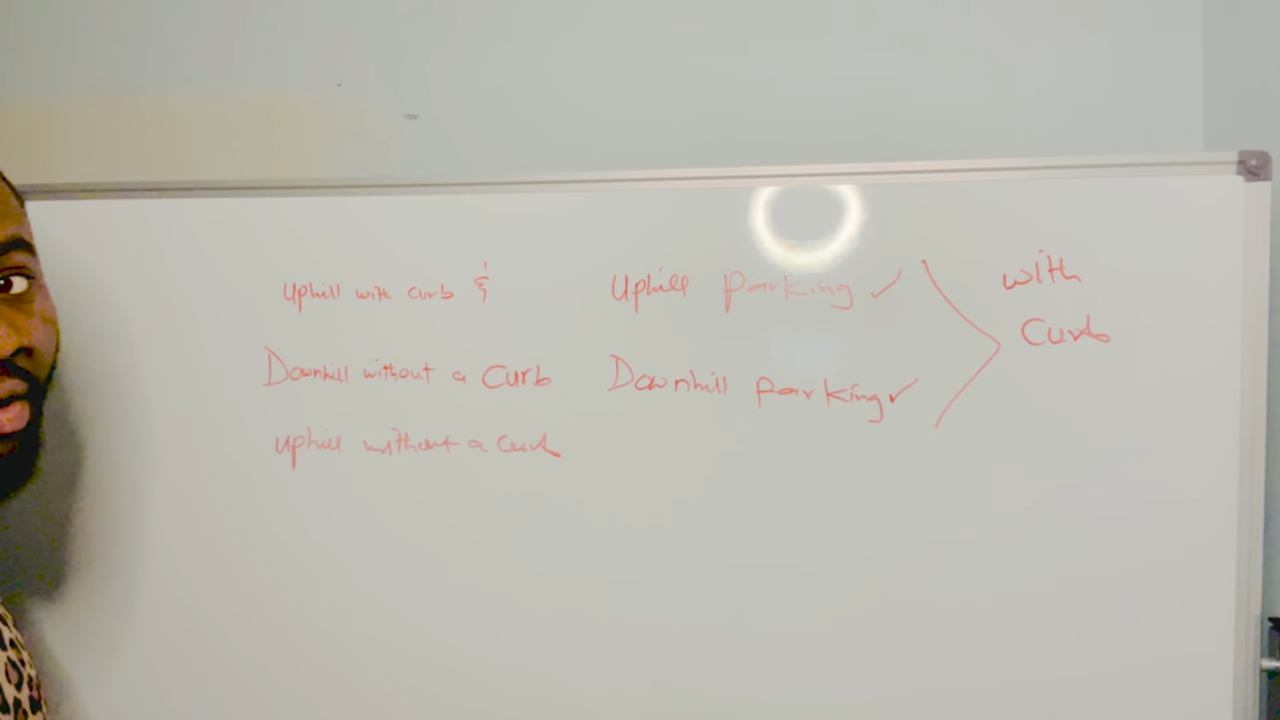 Uphill with curb &
Downhill without a Curb
uphill without a curb
Uphill parking ✓
Downhill parking ✓
with
Curb